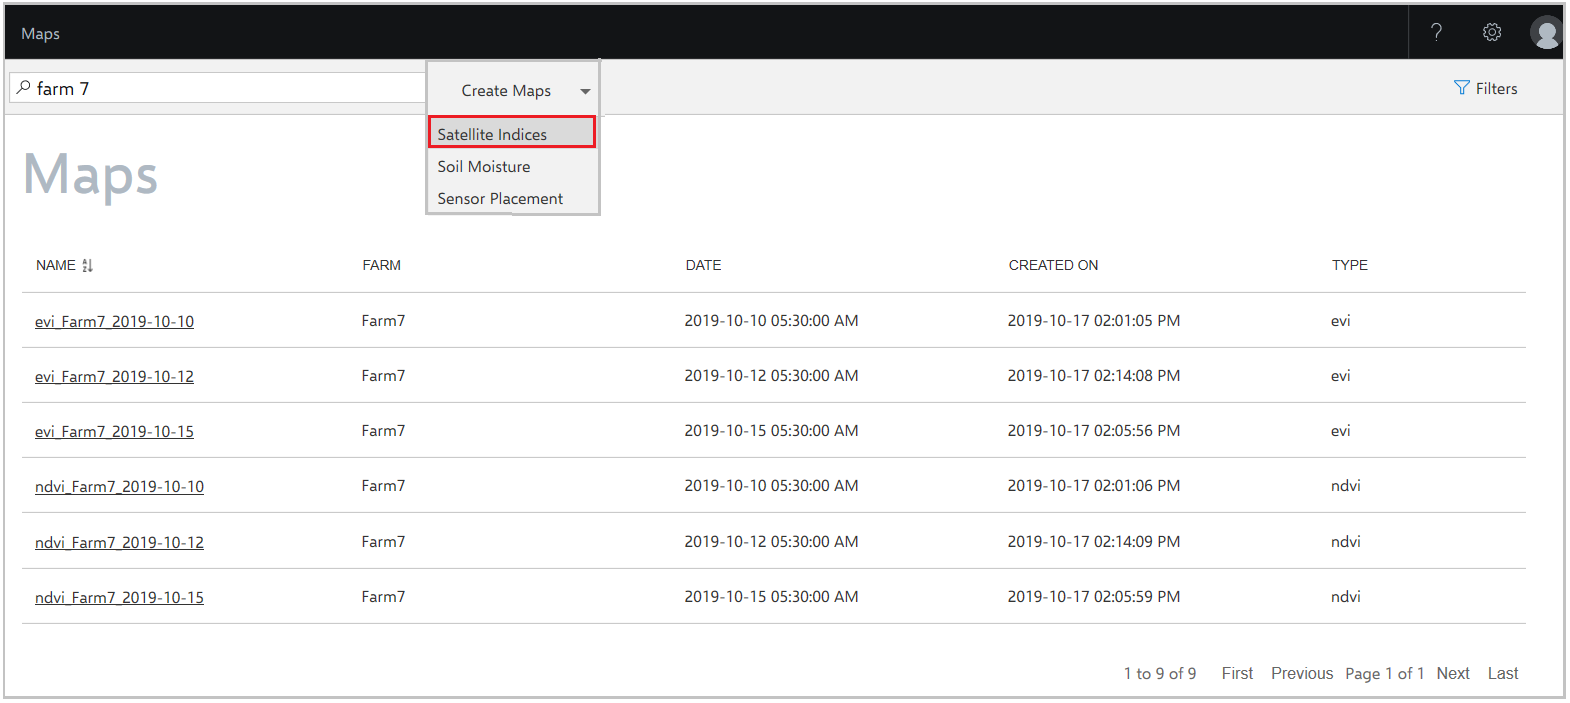 Maps
?
farm 7
Create Maps
Filters
Satellite Indices
Soil Moisture
Sensor Placement
Maps
NAME FARM DATE CREATED ON TYPE
evi_Farm7_2019-10-10 Farm7 2019-10-10 05:30:00 AM 2019-10-17 02:01:05 PM evi
evi_Farm7_2019-10-12 Farm7 2019-10-12 05:30:00 AM 2019-10-17 02:14:08 PM evi
evi_Farm7_2019-10-15 Farm7 2019-10-15 05:30:00 AM 2019-10-17 02:05:56 PM evi
ndvi_Farm7_2019-10-10 Farm7 2019-10-10 05:30:00 AM 2019-10-17 02:01:06 PM ndvi
ndvi_Farm7_2019-10-12 Farm7 2019-10-12 05:30:00 AM 2019-10-17 02:14:09 PM ndvi
ndvi_Farm7_2019-10-15 Farm7 2019-10-15 05:30:00 AM 2019-10-17 02:05:59 PM ndvi
1 to 9 of 9 First Previous Page 1 of 1 Next Last